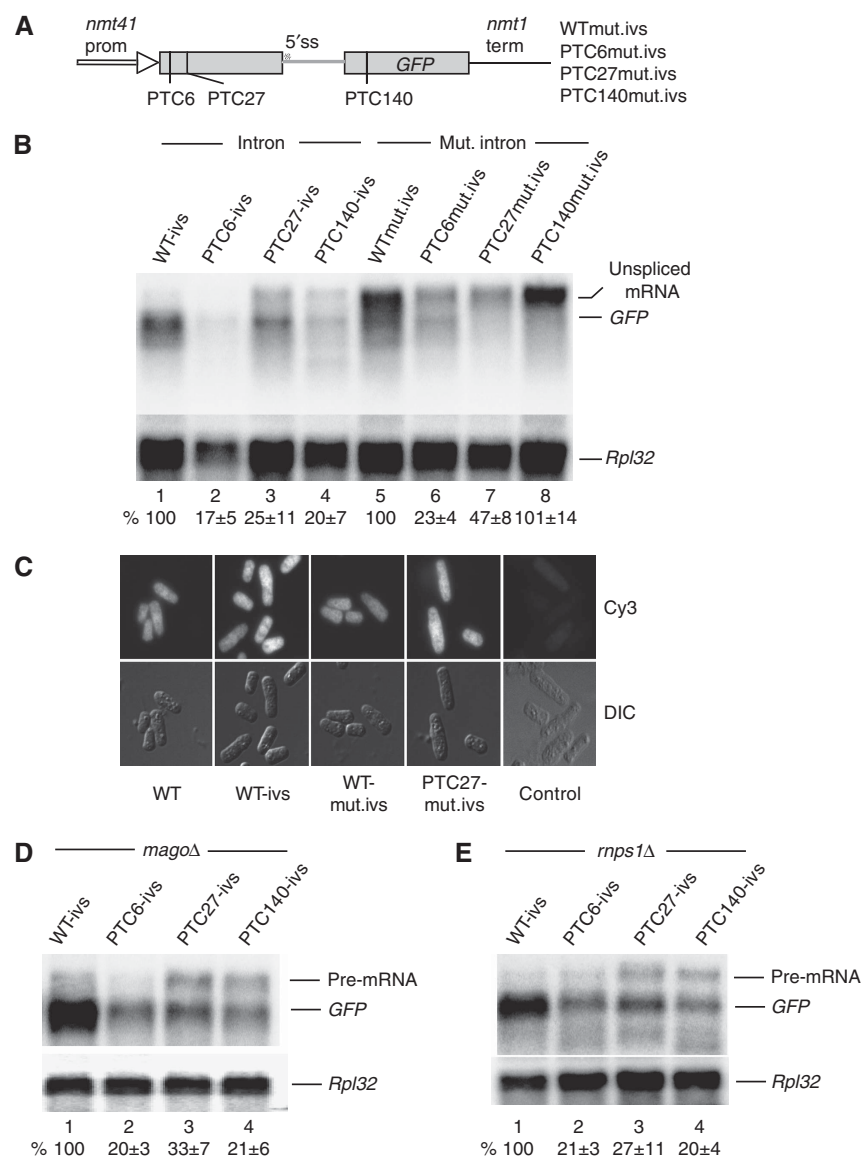 A
nmt41
prom
5′ss
nmt1
term
GFP
PTC6
PTC27
PTC140
WTmut.ivs
PTC6mut.ivs
PTC27mut.ivs
PTC140mut.ivs
B
Intron
Mut. intron
WT-ivs
PTC6-ivs
PTC27-ivs
PTC140-ivs
WTmut.ivs
PTC6mut.ivs
PTC27mut.ivs
PTC140mut.ivs
Unspliced
mRNA
GFP
Rpl32
1 2 3 4 5 6 7 8
% 100 17±5 25±11 20±7 100 23±4 47±8 101±14
C
Cy3
DIC
WT
WT-ivs
WT-
mut.ivs
PTC27-
mut.ivs
Control
D
magoΔ
WT-ivs
PTC6-ivs
PTC27-ivs
PTC140-ivs
Pre-mRNA
GFP
Rpl32
1 2 3 4
% 100 20±3 33±7 21±6
E
rnps1Δ
WT-ivs
PTC6-ivs
PTC27-ivs
PTC140-ivs
Pre-mRNA
GFP
Rpl32
1 2 3 4
% 100 21±3 27±11 20±4